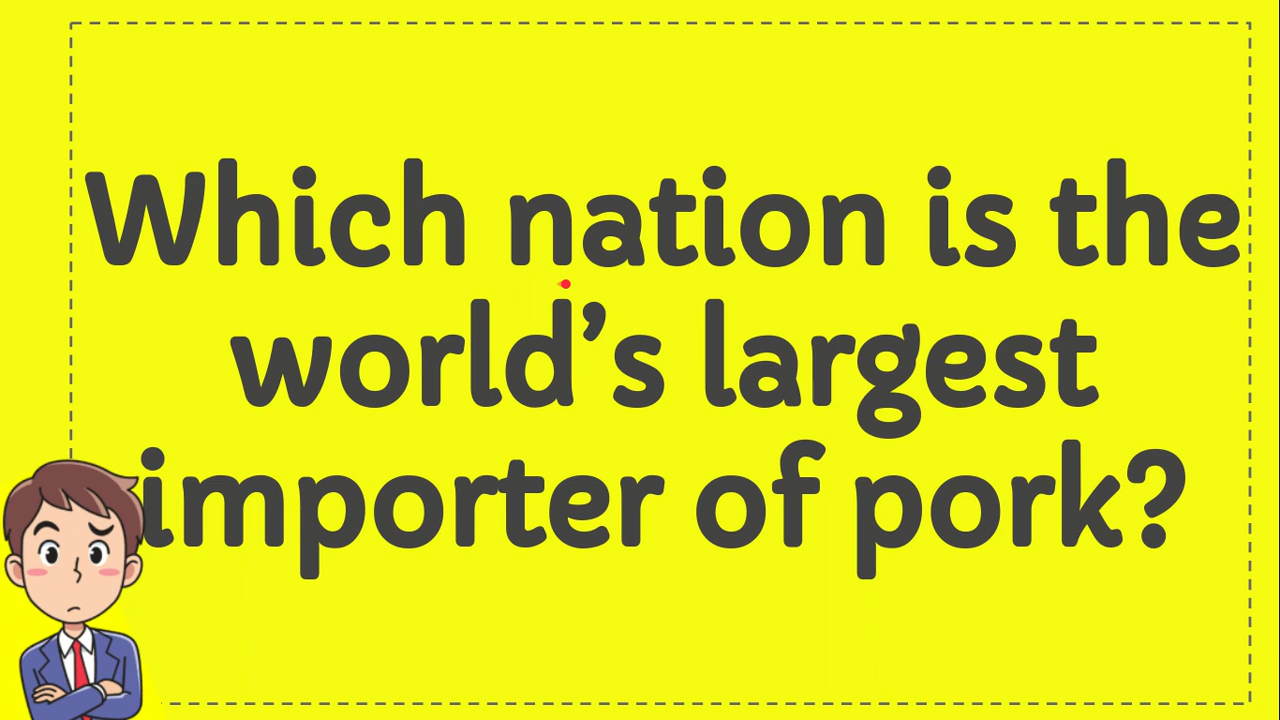 Which nation is the
world’s largest
importer of pork?